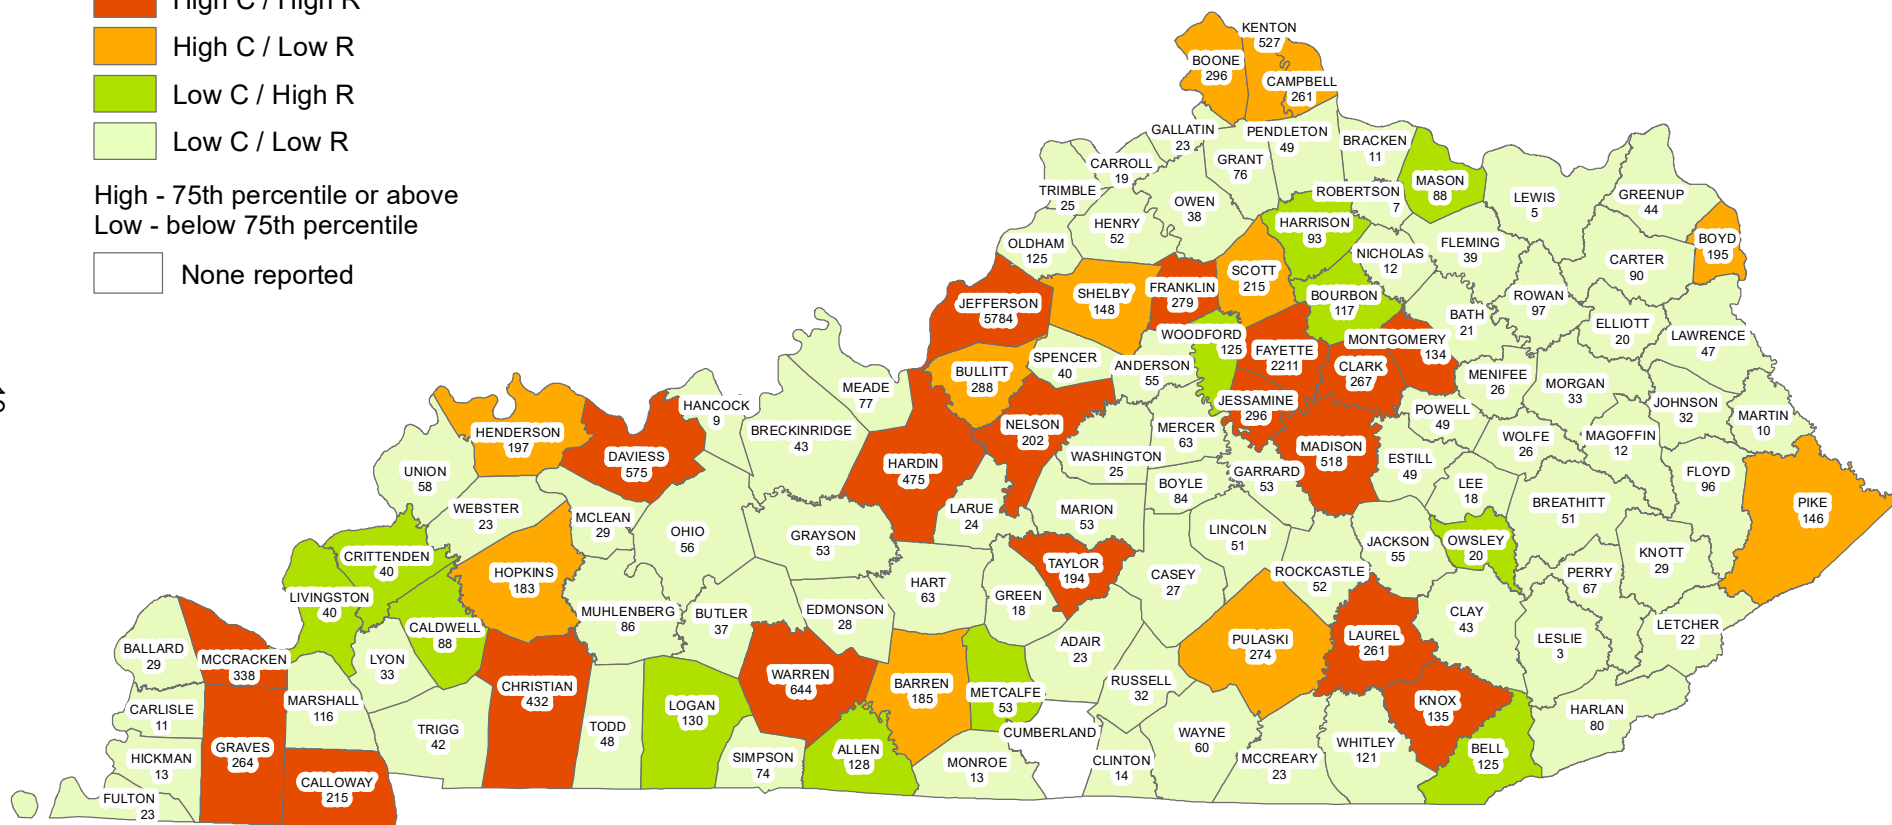 High C / High R
High C / Low R
Low C / High R
Low C / Low R
High - 75th percentile or above
Low - below 75th percentile
None reported
KENTON
527
BOONE
296
CAMPBELL
261
GALLATIN
23
PENDLETON
49
BRACKEN
11
CARROLL
19
GRANT
76
MASON
88
TRIMBLE
25
ROBERTSON
7
LEWIS
5
GREENUP
44
OWEN
38
HENRY
52
HARRISON
93
OLDHAM
125
NICHOLAS
12
FLEMING
39
BOYD
195
CARTER
90
SCOTT
215
SHELBY
148
FRANKLIN
279
JEFFERSON
5784
BOURBON
117
ROWAN
97
BATH
21
ELLIOTT
20
LAWRENCE
47
WOODFORD
125
MONTGOMERY
134
FAYETTE
2211
SPENCER
40
ANDERSON
55
CLARK
267
BULLITT
288
MENIFEE
26
MORGAN
33
MEADE
77
HANCOCK
9
JESSAMINE
296
POWELL
49
JOHNSON
32
MARTIN
10
BRECKINRIDGE
43
HENDERSON
197
NELSON
202
MERCER
63
WOLFE
26
MAGOFFIN
12
DAVIESS
575
WASHINGTON
25
MADISON
518
ESTILL
49
HARDIN
475
UNION
58
GARRARD
53
FLOYD
96
BOYLE
84
LEE
18
BREATHITT
51
PIKE
146
WEBSTER
23
MCLEAN
29
LARUE
24
MARION
53
OHIO
56
GRAYSON
53
LINCOLN
51
JACKSON
55
OWSLEY
20
KNOTT
29
CRITTENDEN
40
HOPKINS
183
TAYLOR
194
CASEY
27
ROCKCASTLE
52
PERRY
67
HART
63
LIVINGSTON
40
MUHLENBERG
86
BUTLER
37
EDMONSON
28
GREEN
18
CLAY
43
CALDWELL
88
LETCHER
22
BALLARD
29
MCCRACKEN
338
LYON
33
ADAIR
23
PULASKI
274
LAUREL
261
LESLIE
3
CHRISTIAN
432
WARREN
644
BARREN
185
METCALFE
53
RUSSELL
32
KNOX
135
MARSHALL
116
CARLISLE
11
LOGAN
130
HARLAN
80
TRIGG
42
TODD
48
CUMBERLAND
WAYNE
60
WHITLEY
121
BELL
125
GRAVES
264
HICKMAN
13
SIMPSON
74
ALLEN
128
MONROE
13
CLINTON
14
MCCREARY
23
CALLOWAY
215
FULTON
23